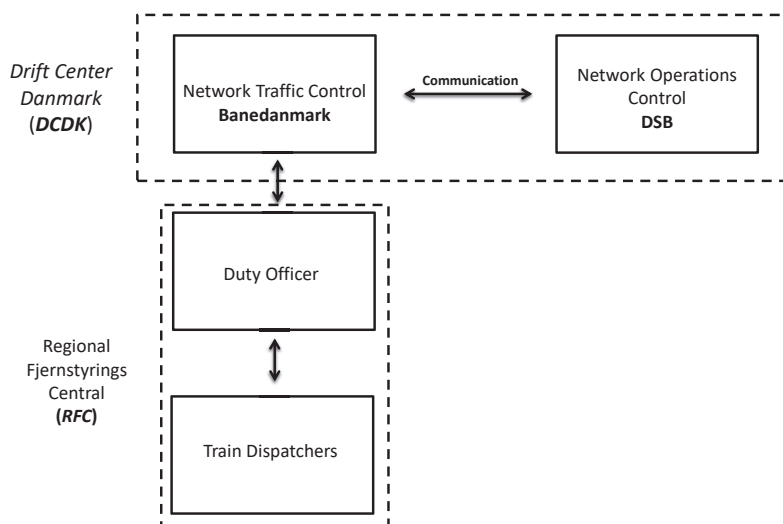 Drift Center
Danmark
(DCDK)
Network Traffic Control
Banedanmark
Communication
Network Operations
Control
DSB
Duty Officer
Regional
Fjernstyrings
Central
(RFC)
Train Dispatchers